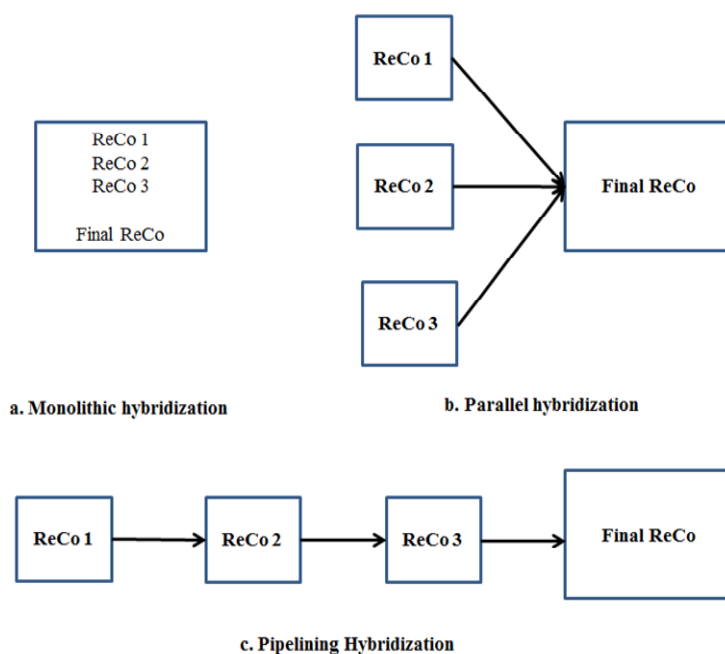 ReCo 1
ReCo 2
ReCo 3
Final ReCo
a. Monolithic hybridization
ReCo 1
ReCo 2
ReCo 3
Final ReCo
b. Parallel hybridization
ReCo 1
ReCo 2
ReCo 3
Final ReCo
c. Pipelining Hybridization